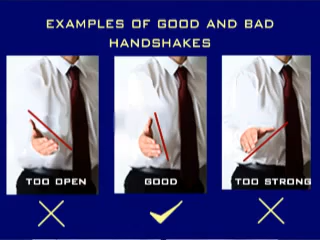 EXAMPLES OF GOOD AND BAD
HANDSHAKES
TOO OPEN
GOOD
TOO STRONG